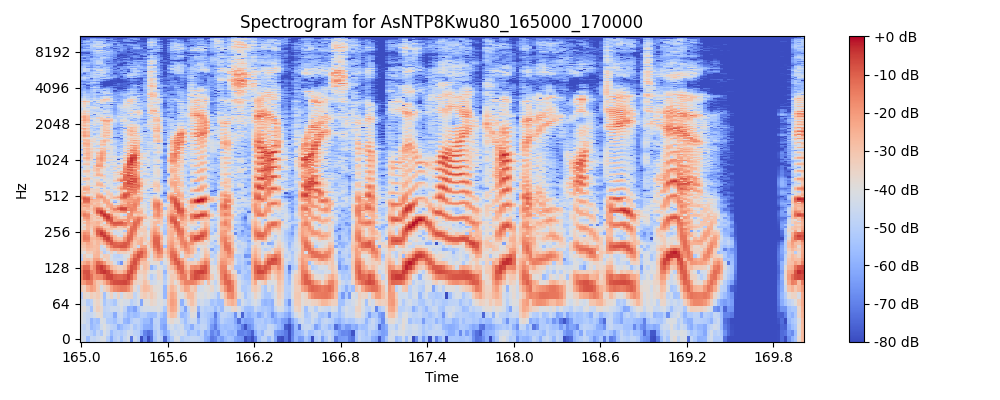 Spectrogram for AsNTP8Kwu80_165000_170000
+0 dB
8192
-10 dB
4096
-20 dB
2048
-30 dB
1024
-40 dB
Hz
512
-50 dB
256
-60 dB
128
-70 dB
64
0
-80 dB
165.0 165.6 166.2 166.8 167.4 168.0 168.6 169.2 169.8
Time